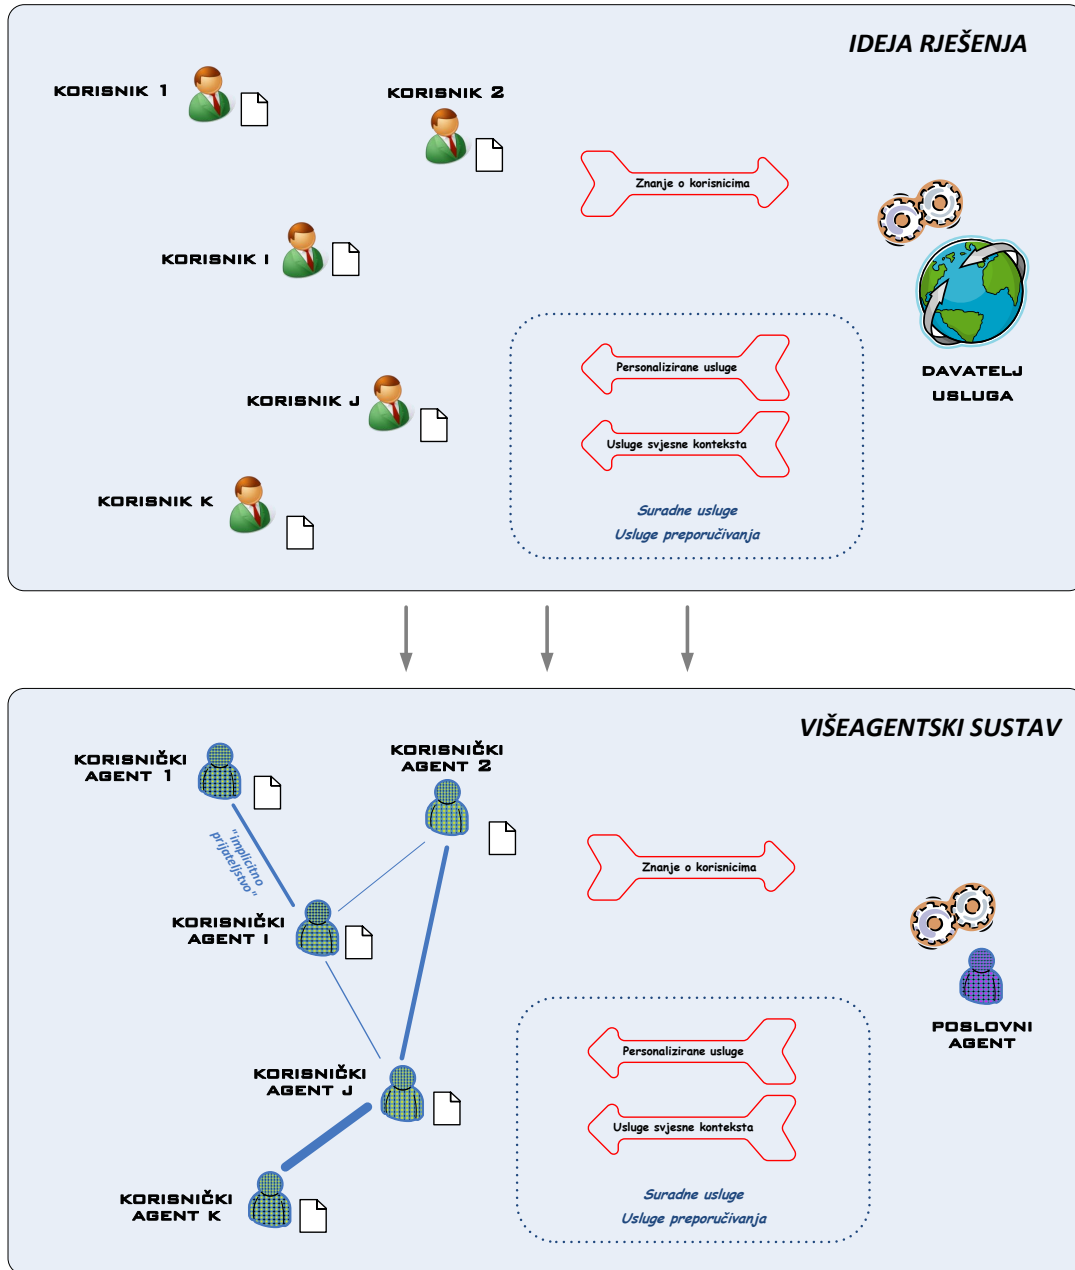 IDEJA RJEŠENJA
KORISNIK 1
KORISNIK 2
Znanje o korisnicima
KORISNIK I
Personalizirane usluge
DAVATELJ
USLUGA
KORISNIK J
Usluge svjesne konteksta
KORISNIK K
Suradne usluge
Usluge preporučivanja
VIŠEAGENTSKI SUSTAV
KORISNIČKI
AGENT 1
KORISNIČKI
AGENT 2
"implicitno
prijateljstvo"
Znanje o korisnicima
KORISNIČKI
AGENT I
POSLOVNI
AGENT
Personalizirane usluge
KORISNIČKI
AGENT J
Usluge svjesne konteksta
KORISNIČKI
AGENT K
Suradne usluge
Usluge preporučivanja